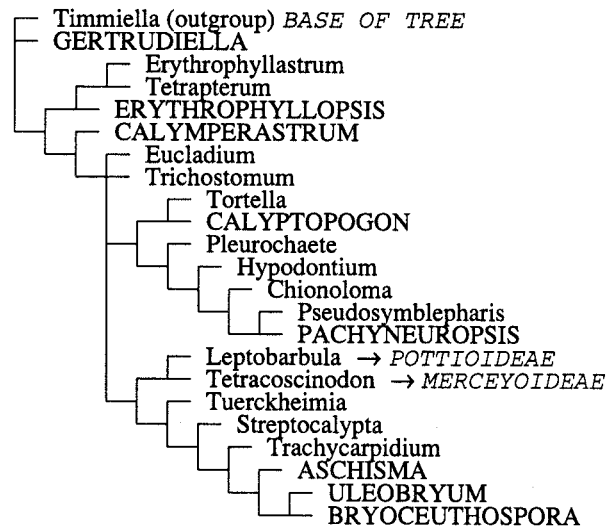 Timmiella (outgroup) BASE OF TREE
GERTRUDIELLA
Erythrophyllastrum
Tetrapterum
ERYTHROPHYLLOPSIS
CALYMPERASTRUM
Eucladium
Trichostomum
Tortella
CALYPTOPOGON
Pleurochaete
Hypodontium
Chionoloma
Pseudosymblepharis
PACHYNEUROPSIS
Leptobarbula → POTTIOIDEAE
Tetracoscinodon → MERCEYOIDEAE
Tuerckheimia
Streptocalypta
Trachycarpidium
ASCHISMA
ULEOBRYUM
BRYOCEUTHOSPORA